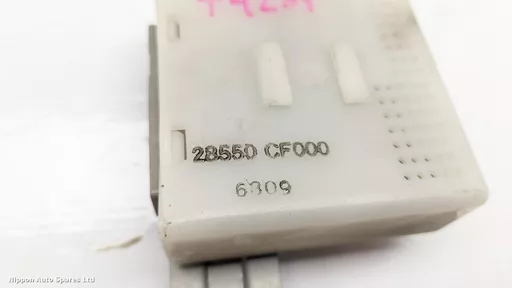 28550 CF000
6309
Nippon Auto Spares Ltd